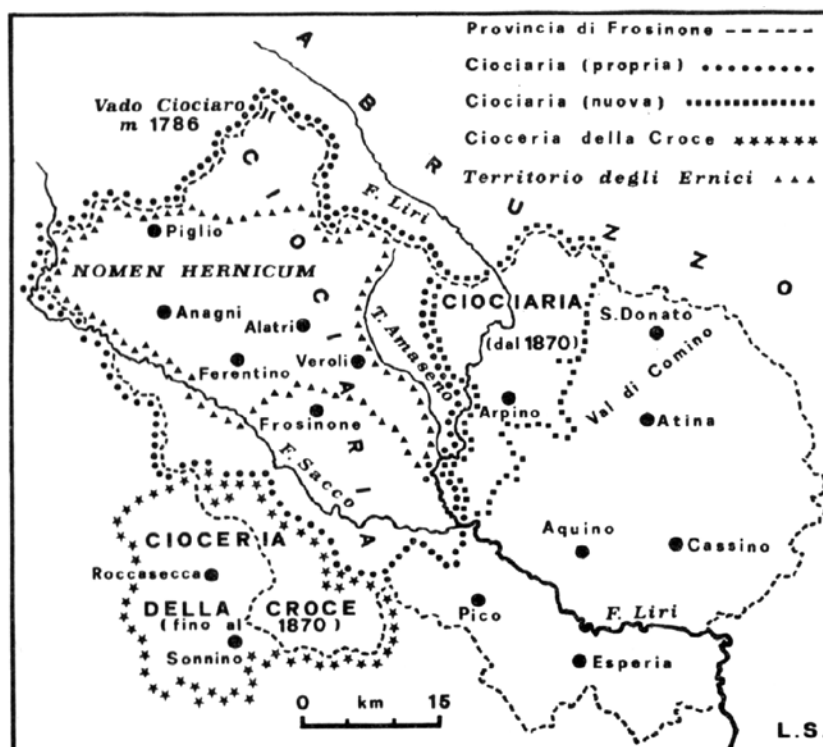 Provincia di Frosinone
Ciociaria (propria)
Ciociaria (nuova)
Cioceria della Croce
Territorio degli Ernici
ABRUZZO
Vado Ciociaro
m 1786
CIOCIARIA
F. Liri
Piglio
NOMEN HERNICUM
Anagni
Alatri
Ferentino
Veroli
Frosinone
T. Amaseno
F. Sacco
CIOCIARIA
(dal 1870)
Arpino
S. Donato
Val di Comino
Atina
Aquino
Cassino
CIOCERIA
Roccasecca
DELLA CROCE
(fino al 1870)
Sonnino
Pico
F. Liri
Esperia
0 km 15
L.S.